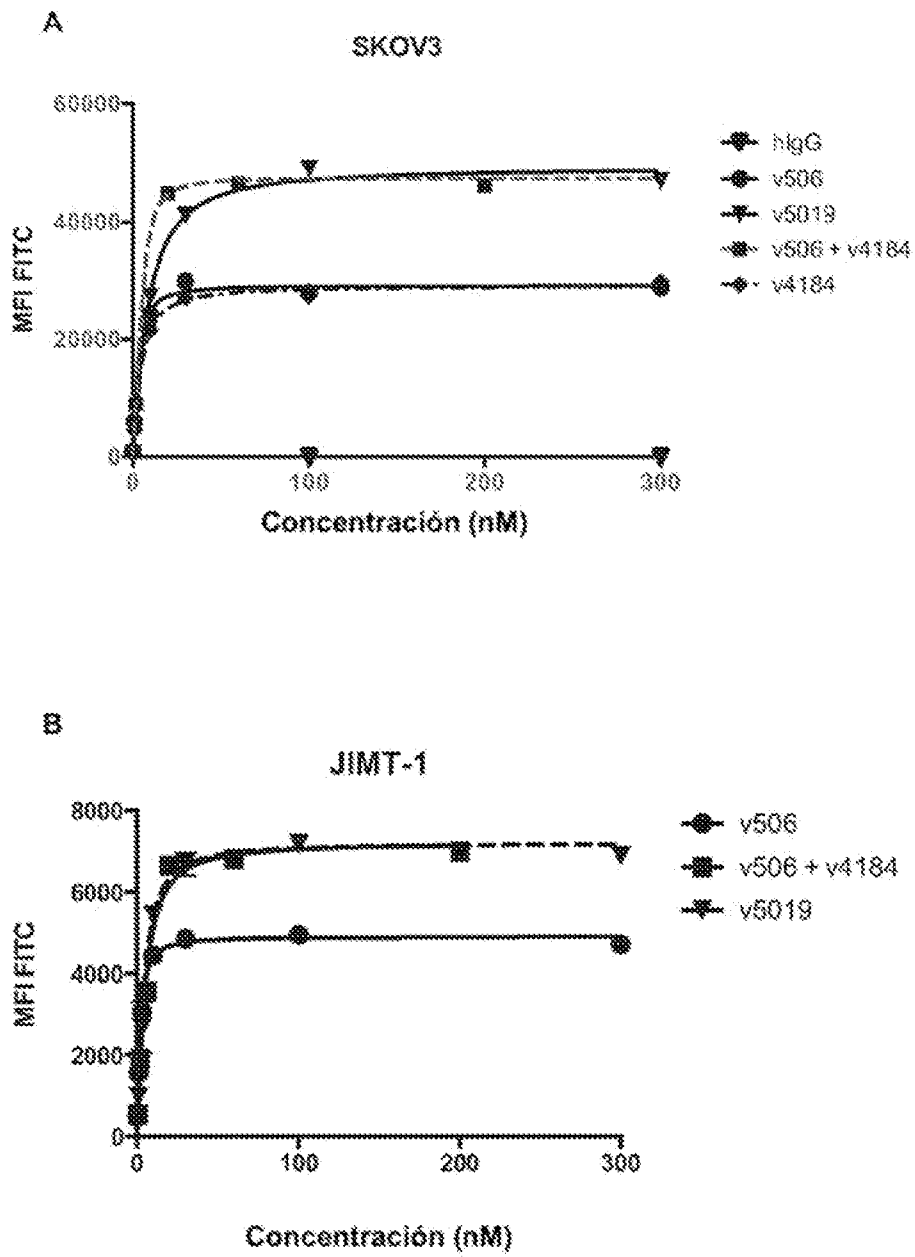 A
SKOV3
60000
40000
20000
0
MFI FITC
0 100 200 300
Concentración (nM)
hIgG
v506
v5019
v506 + v4184
v4184
B
JIMT-1
8000
6000
4000
2000
0
MFI FITC
0 100 200 300
Concentración (nM)
v506
v506 + v4184
v5019